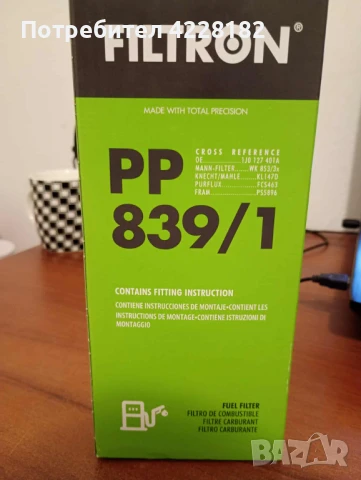 Потребител 4228182
FILTRON®
MADE WITH TOTAL PRECISION
PP
839/1
CROSS REFERENCE
OE 1J0 127 401A
MANN-FILTER WK 853/3x
KNECHT/MAHLE KL147D
PURFLUX FCS463
FRAM PS5896
CONTAINS FITTING INSTRUCTION
CONTIENE INSTRUCCIONES DE MONTAJE•CONTIENT LES
INSTRUCTIONS DE MONTAGE•CONTIENE ISTRUZIONI DI
MONTAGGIO
FUEL FILTER
FILTRO DE COMBUSTIBLE
FILTRE CARBURANT
FILTRO CARBURANTE
BAZAR